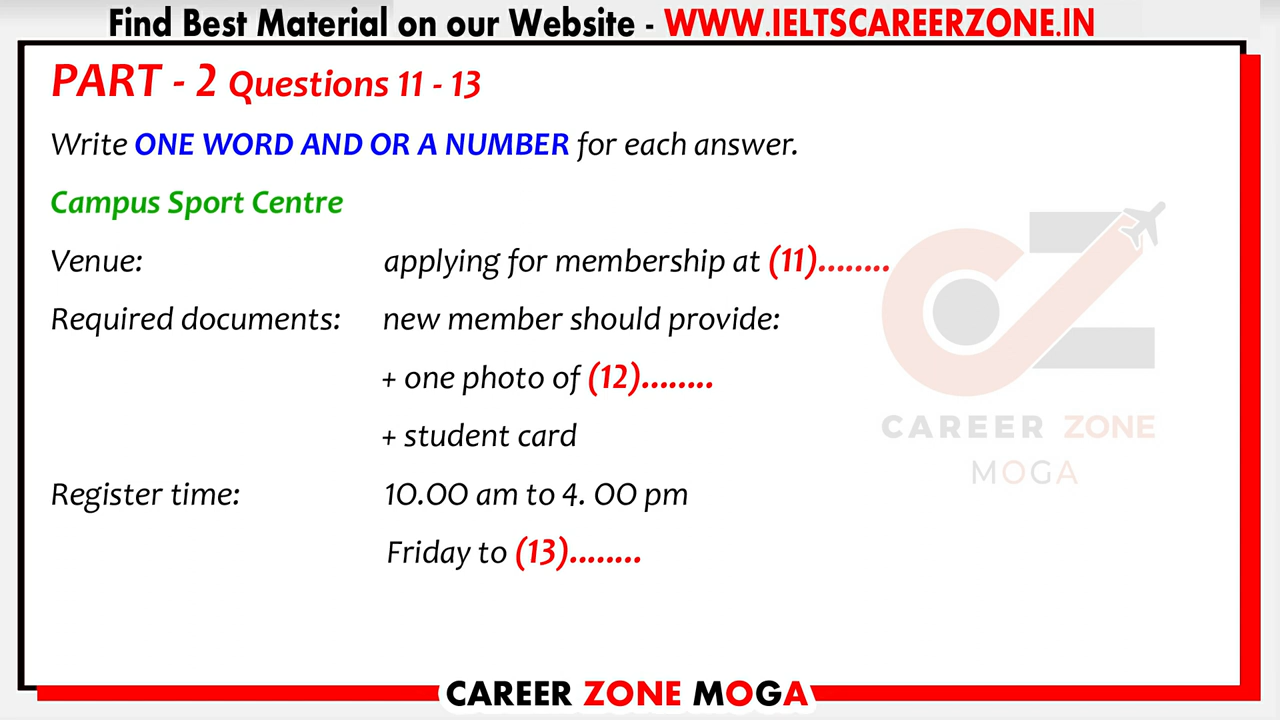 Find Best Material on our Website - WWW.IELTSCAREERZONE.IN
PART - 2 Questions 11 - 13
Write ONE WORD AND OR A NUMBER for each answer.
Campus Sport Centre
Venue: applying for membership at (11)........
Required documents: new member should provide:
+ one photo of (12)........
+ student card
CAREER ZONE
MOGA
Register time: 10.00 am to 4. 00 pm
Friday to (13)........
CAREER ZONE MOGA